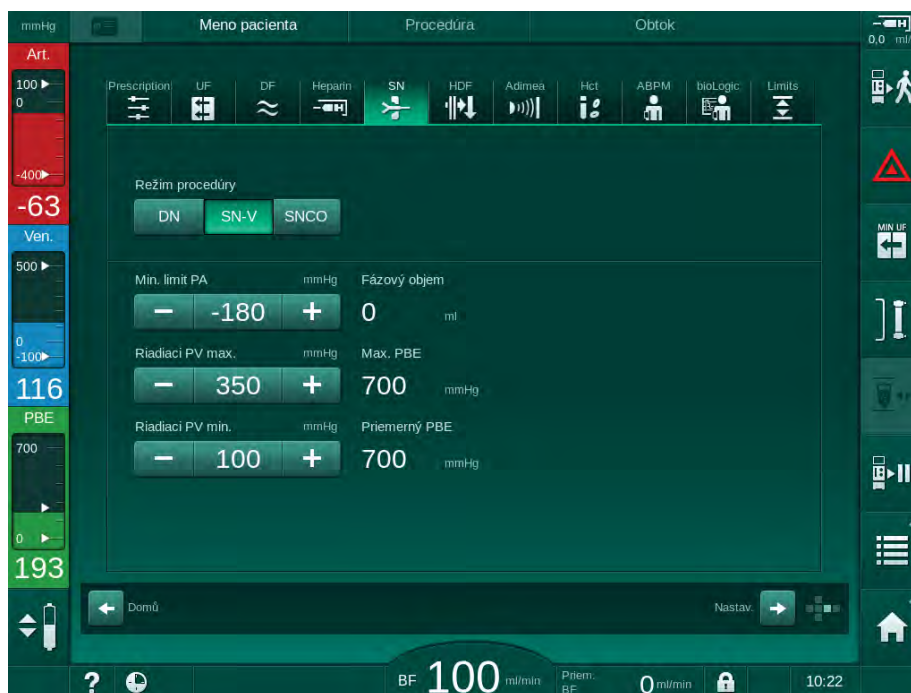 mmHg
Meno pacienta
Procedúra
Obtok
0,0 ml/
Art.
100
0
-400
-63
Ven.
500
0
-100
116
PBE
700
0
193
Prescription
UF
DF
Heparin
SN
HDF
Adimea
Hct
ABPM
bioLogic
Limits
Režim procedúry
DN SN-V SNCO
Min. limit PA mmHg Fázový objem
− -180 + 0 ml
Riadiaci PV max. mmHg Max. PBE
− 350 + 700 mmHg
Riadiaci PV min. mmHg Priemerný PBE
− 100 + 700 mmHg
MIN UF
Domů
Nastav.
? BF 100 ml/min Priem. BF 0 ml/min 10:22